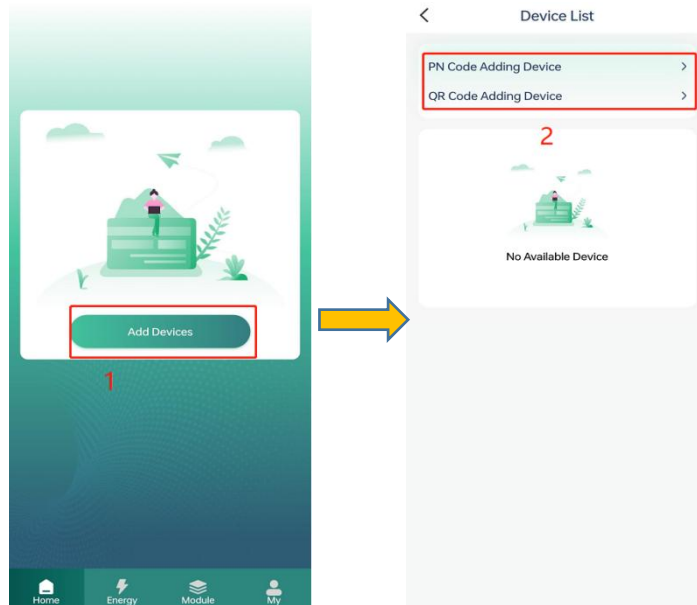 Add Devices
1
Home
Energy
Module
My
Device List
PN Code Adding Device
QR Code Adding Device
2
No Available Device